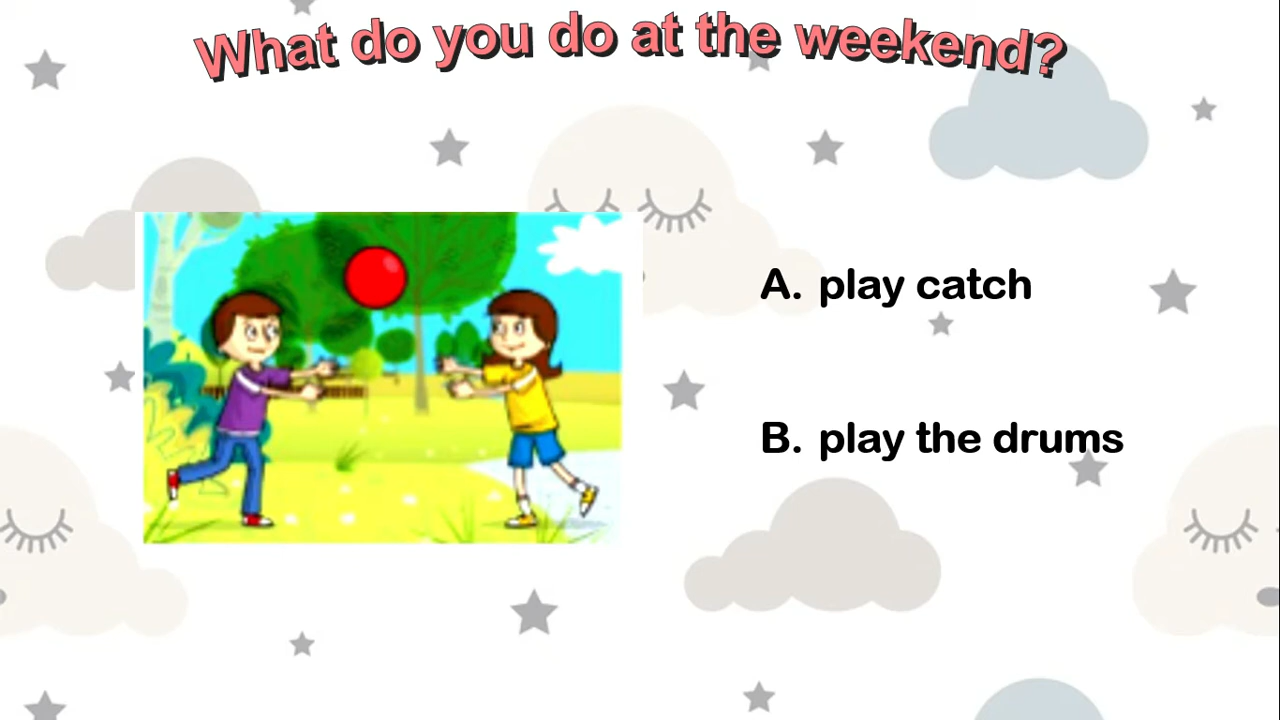 What do you do at the weekend?
A. play catch
B. play the drums